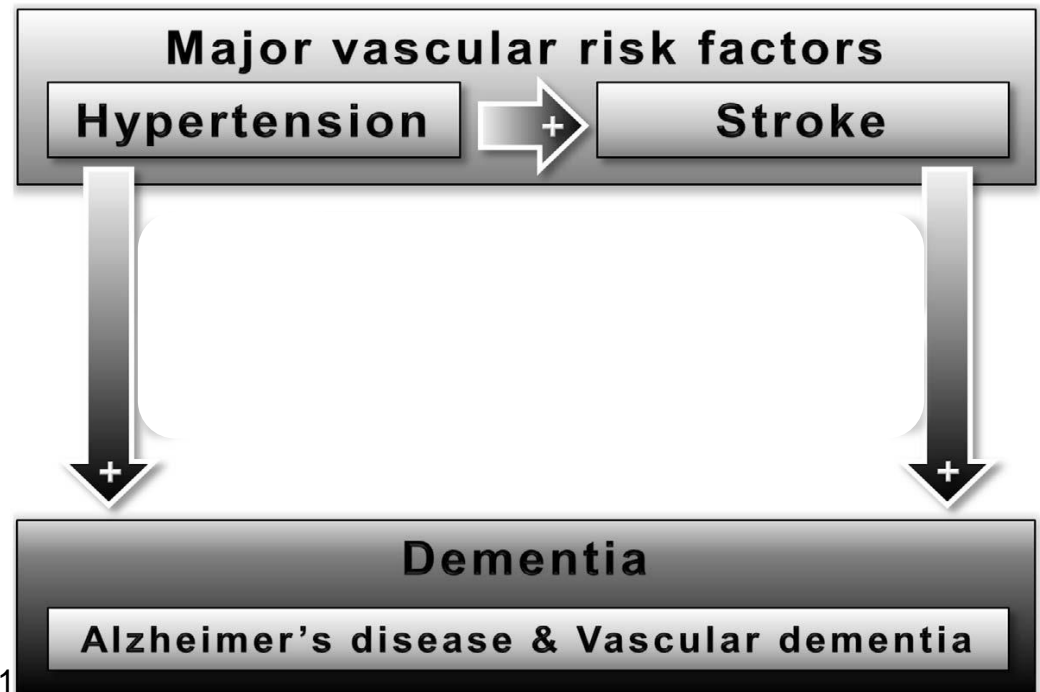 Major vascular risk factors
Hypertension + Stroke
+ +
Dementia
Alzheimer's disease & Vascular dementia
1